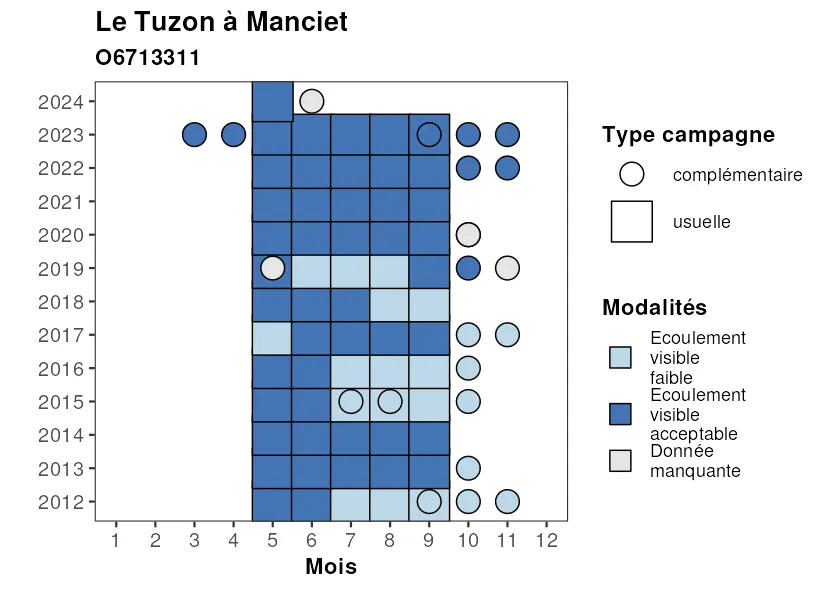 Le Tuzon à Manciet
O6713311
2024
2023
2022
2021
2020
2019
2018
2017
2016
2015
2014
2013
2012
1 2 3 4 5 6 7 8 9 10 11 12
Mois
Type campagne
complémentaire
usuelle
Modalités
Ecoulement
visible
faible
Ecoulement
visible
acceptable
Donnée
manquante